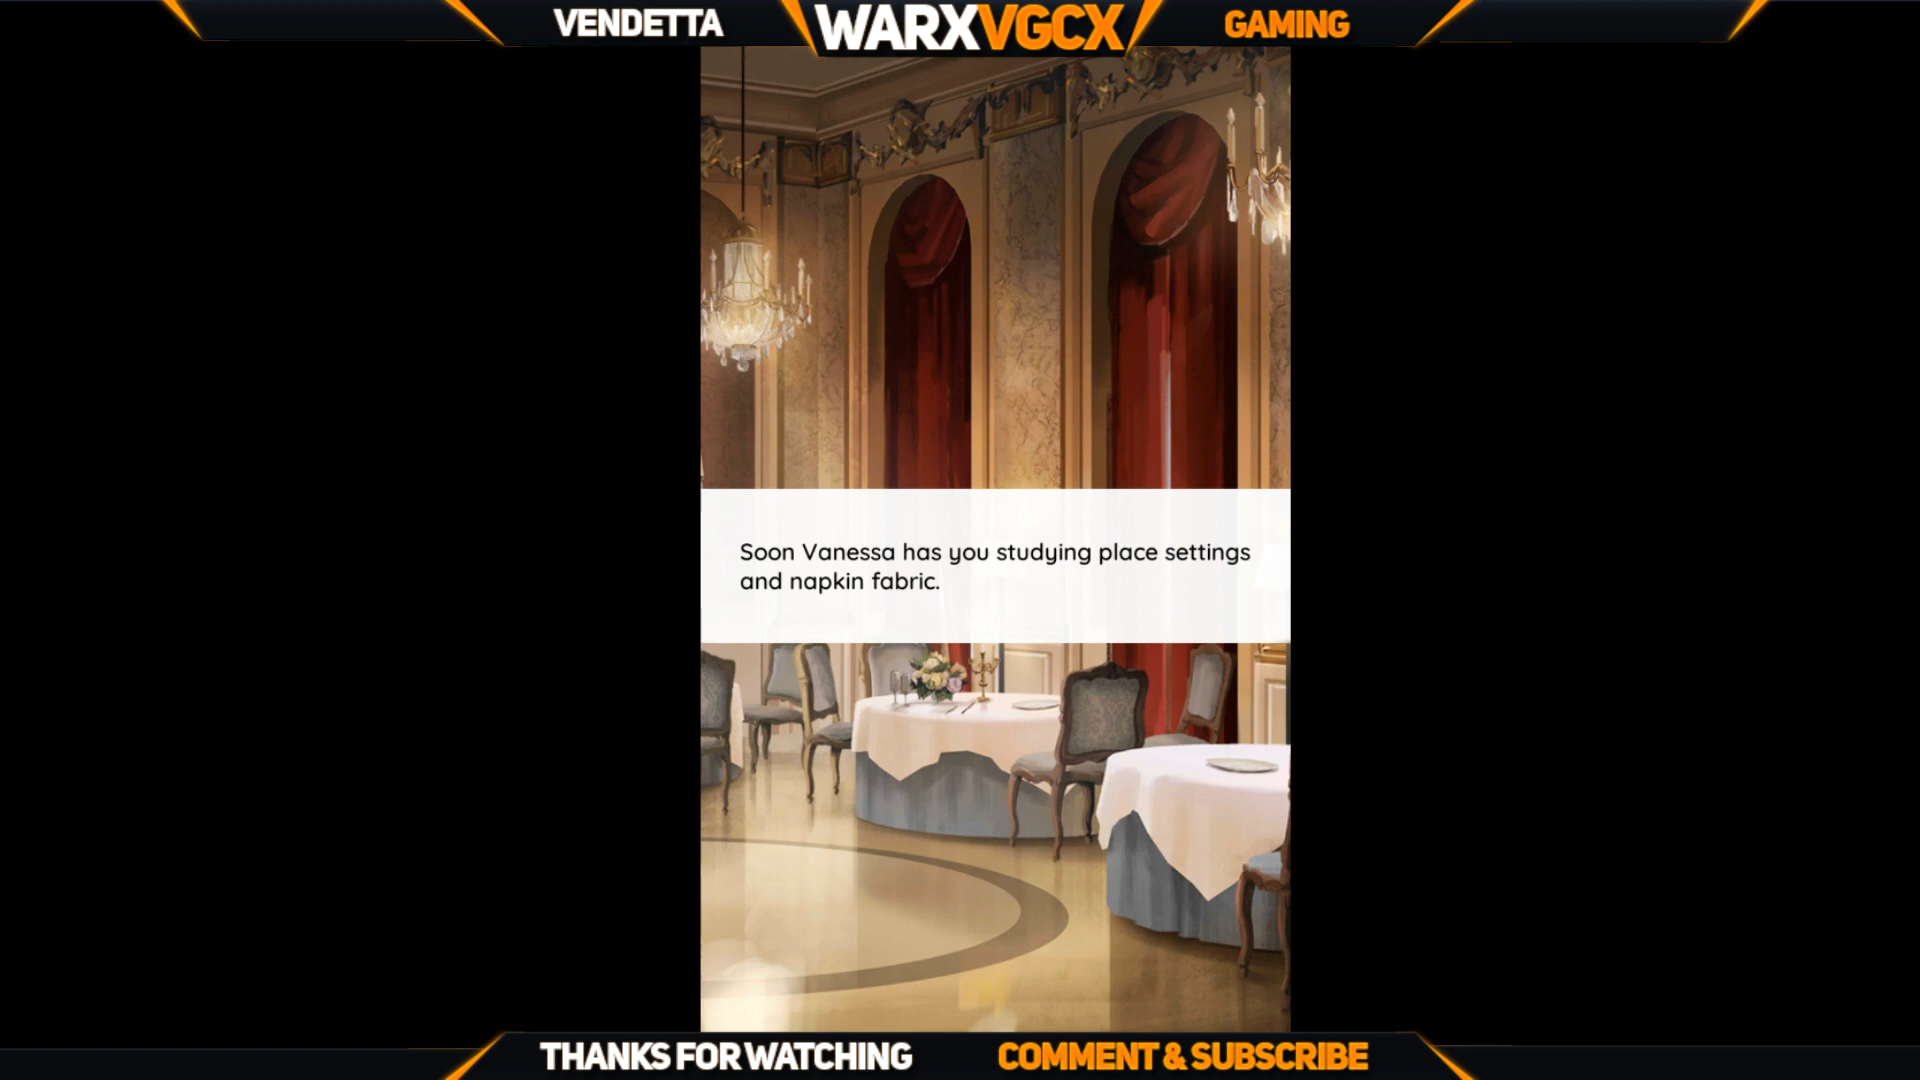 VENDETTA WARXVGCX GAMING
Soon Vanessa has you studying place settings
and napkin fabric.
THANKS FOR WATCHING COMMENT & SUBSCRIBE